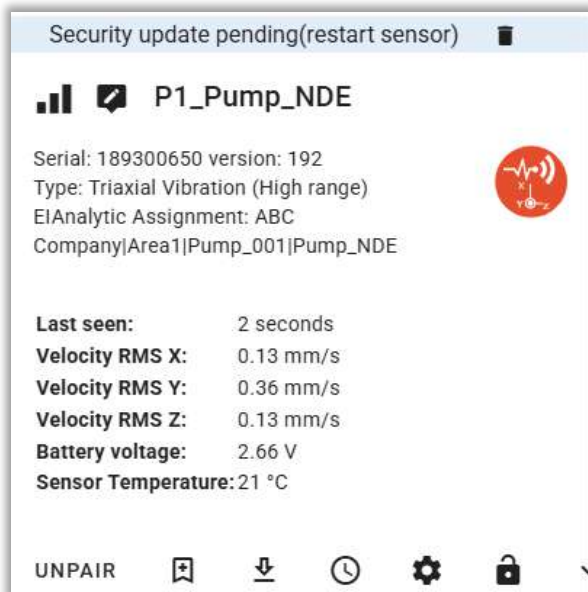 Security update pending(restart sensor)
P1_Pump_NDE
Serial: 189300650 version: 192
Type: Triaxial Vibration (High range)
EIAnalytic Assignment: ABC
Company|Area1|Pump_001|Pump_NDE
X
Y Z
Last seen: 2 seconds
Velocity RMS X: 0.13 mm/s
Velocity RMS Y: 0.36 mm/s
Velocity RMS Z: 0.13 mm/s
Battery voltage: 2.66 V
Sensor Temperature: 21 °C
UNPAIR